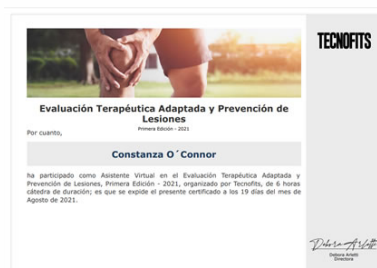 TECNOFITS
Evaluación Terapéutica Adaptada y Prevención de
Lesiones
Primera Edición - 2021
Por cuanto,
Constanza O´Connor
ha participado como Asistente Virtual en el Evaluación Terapéutica Adaptada y
Prevención de Lesiones, Primera Edición - 2021, organizado por Tecnofits, de 6 horas
cátedra de duración; es que se expide el presente certificado a los 19 días del mes de
Agosto de 2021.
Debora Arletti
Debora Arletti
Directora